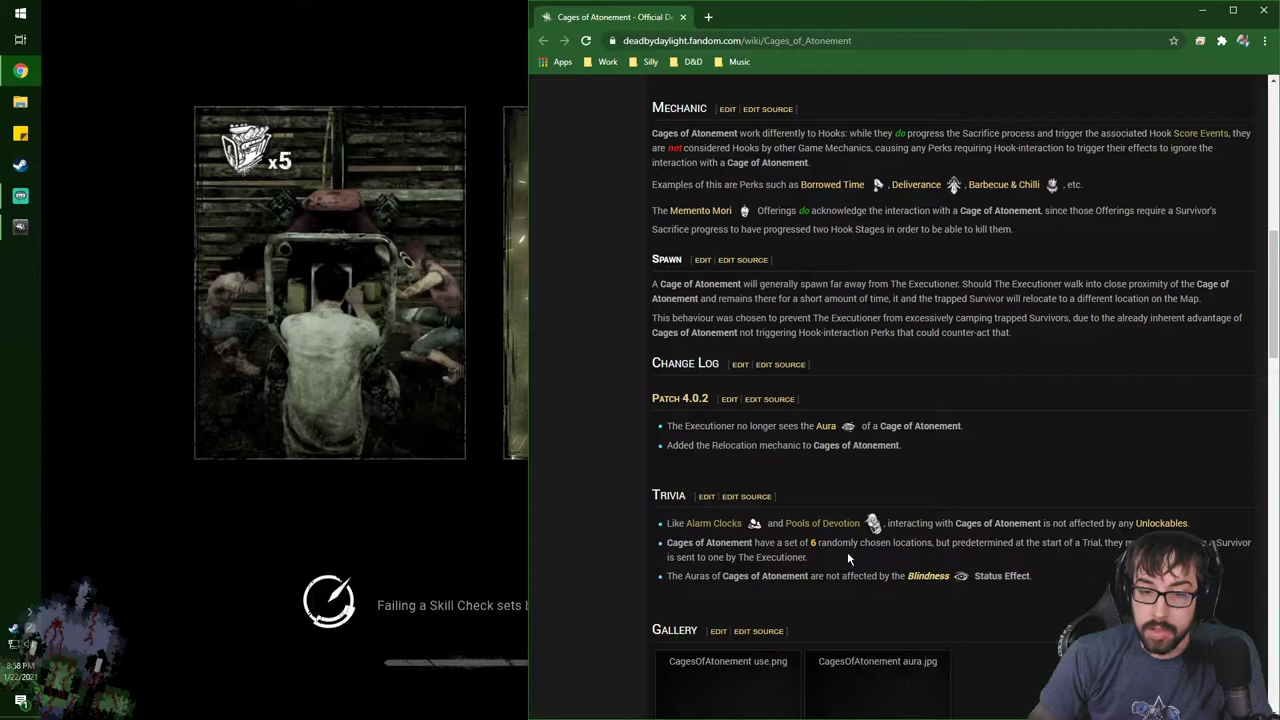 Cages of Atonement - Official De
deadbydaylight.fandom.com/wiki/Cages_of_Atonement
Apps Work Silly D&D Music
x5
MECHANIC [ EDIT | EDIT SOURCE ]
Cages of Atonement work differently to Hooks: while they do progress the Sacrifice process and trigger the associated Hook Score Events, they
are not considered Hooks by other Game Mechanics, causing any Perks requiring Hook-interaction to trigger their effects to ignore the
interaction with a Cage of Atonement.
Examples of this are Perks such as Borrowed Time , Deliverance , Barbecue & Chilli , etc.
The Memento Mori Offerings do acknowledge the interaction with a Cage of Atonement, since those Offerings require a Survivor's
Sacrifice progress to have progressed two Hook Stages in order to be able to kill them.
SPAWN [ EDIT | EDIT SOURCE ]
A Cage of Atonement will generally spawn far away from The Executioner. Should The Executioner walk into close proximity of the Cage of
Atonement and remains there for a short amount of time, it and the trapped Survivor will relocate to a different location on the Map.
This behaviour was chosen to prevent The Executioner from excessively camping trapped Survivors, due to the already inherent advantage of
Cages of Atonement not triggering Hook-interaction Perks that could counter-act that.
CHANGE LOG [ EDIT | EDIT SOURCE ]
PATCH 4.0.2 [ EDIT | EDIT SOURCE ]
• The Executioner no longer sees the Aura of a Cage of Atonement.
• Added the Relocation mechanic to Cages of Atonement.
TRIVIA [ EDIT | EDIT SOURCE ]
• Like Alarm Clocks and Pools of Devotion , interacting with Cages of Atonement is not affected by any Unlockables.
• Cages of Atonement have a set of 6 randomly chosen locations, but predetermined at the start of a Trial, they Survivor
is sent to one by The Executioner.
• The Auras of Cages of Atonement are not affected by the Blindness Status Effect.
Failing a Skill Check sets
GALLERY [ EDIT | EDIT SOURCE ]
CagesOfAtonement use.png CagesOfAtonement aura.jpg
8:58 PM
1/22/2021